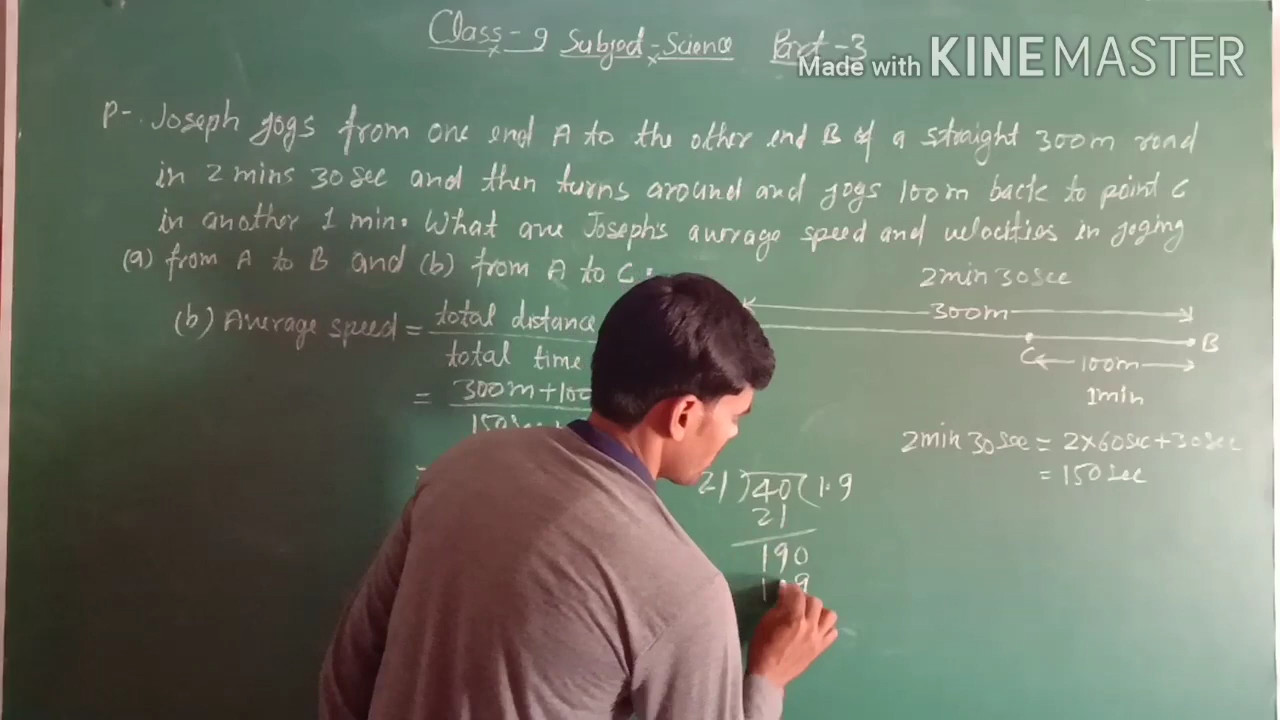 Class-9 Subject-Science Part-3
Made with KINEMASTER
P- Joseph jogs from one end A to the other end B of a straight 300m road
in 2 mins 30 sec and then turns around and jogs 100m back to point C
in another 1 min. What are Joseph's average speed and velocities in joging
(a) from A to B and (b) from A to C.
2min 30sec
300m
(b) Average speed = total distance
total time
C 100m B
1min
= 300m+100
150sec
2min 30sec = 2x60sec+30sec
= 150sec
=
21)40(1.9
21
190